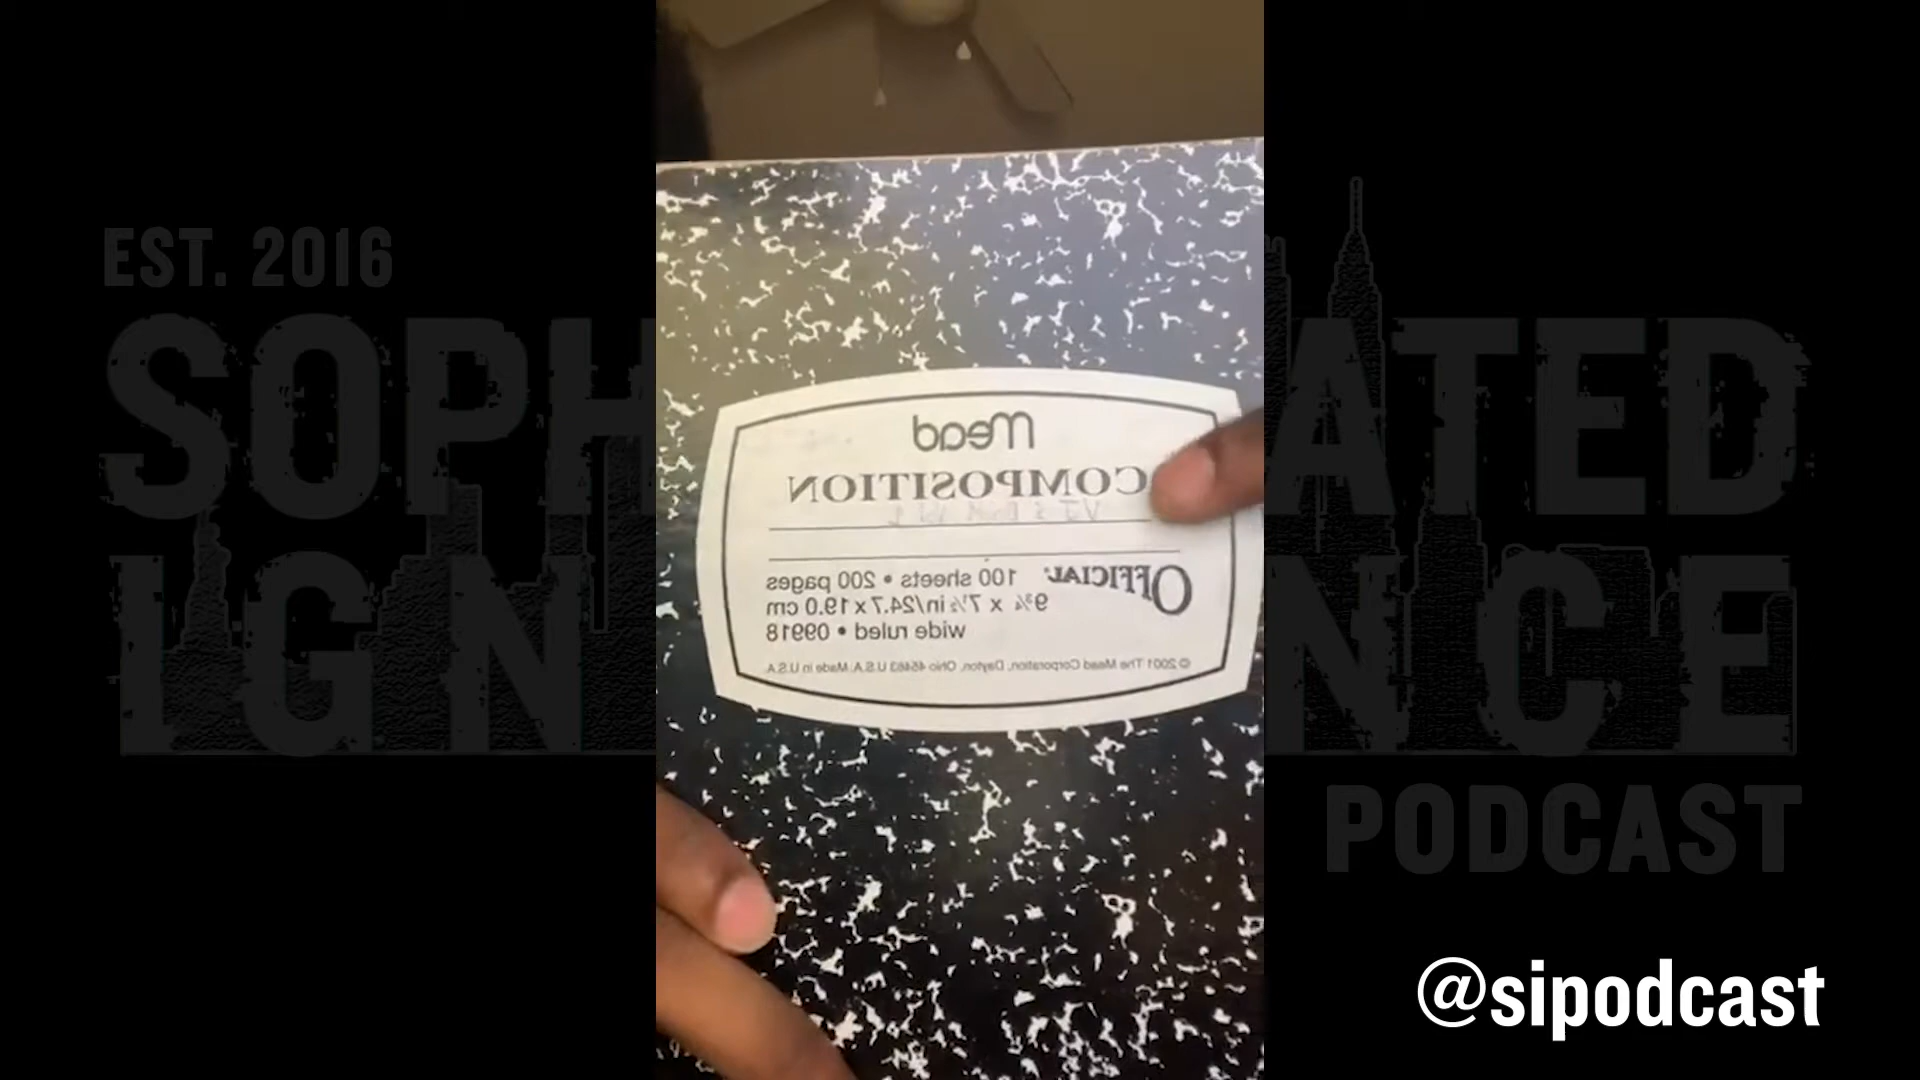 EST. 2016
SOPH ATED
IGN NCE
PODCAST
Mead
COMPOSITION
OFFICIAL 100 sheets • 200 pages
9¾ x 7½ in/24.7 x 19.0 cm
wide ruled • 09918
© 2001 The Mead Corporation, Dayton, Ohio 45463 U.S.A. Made in U.S.A.
@sipodcast